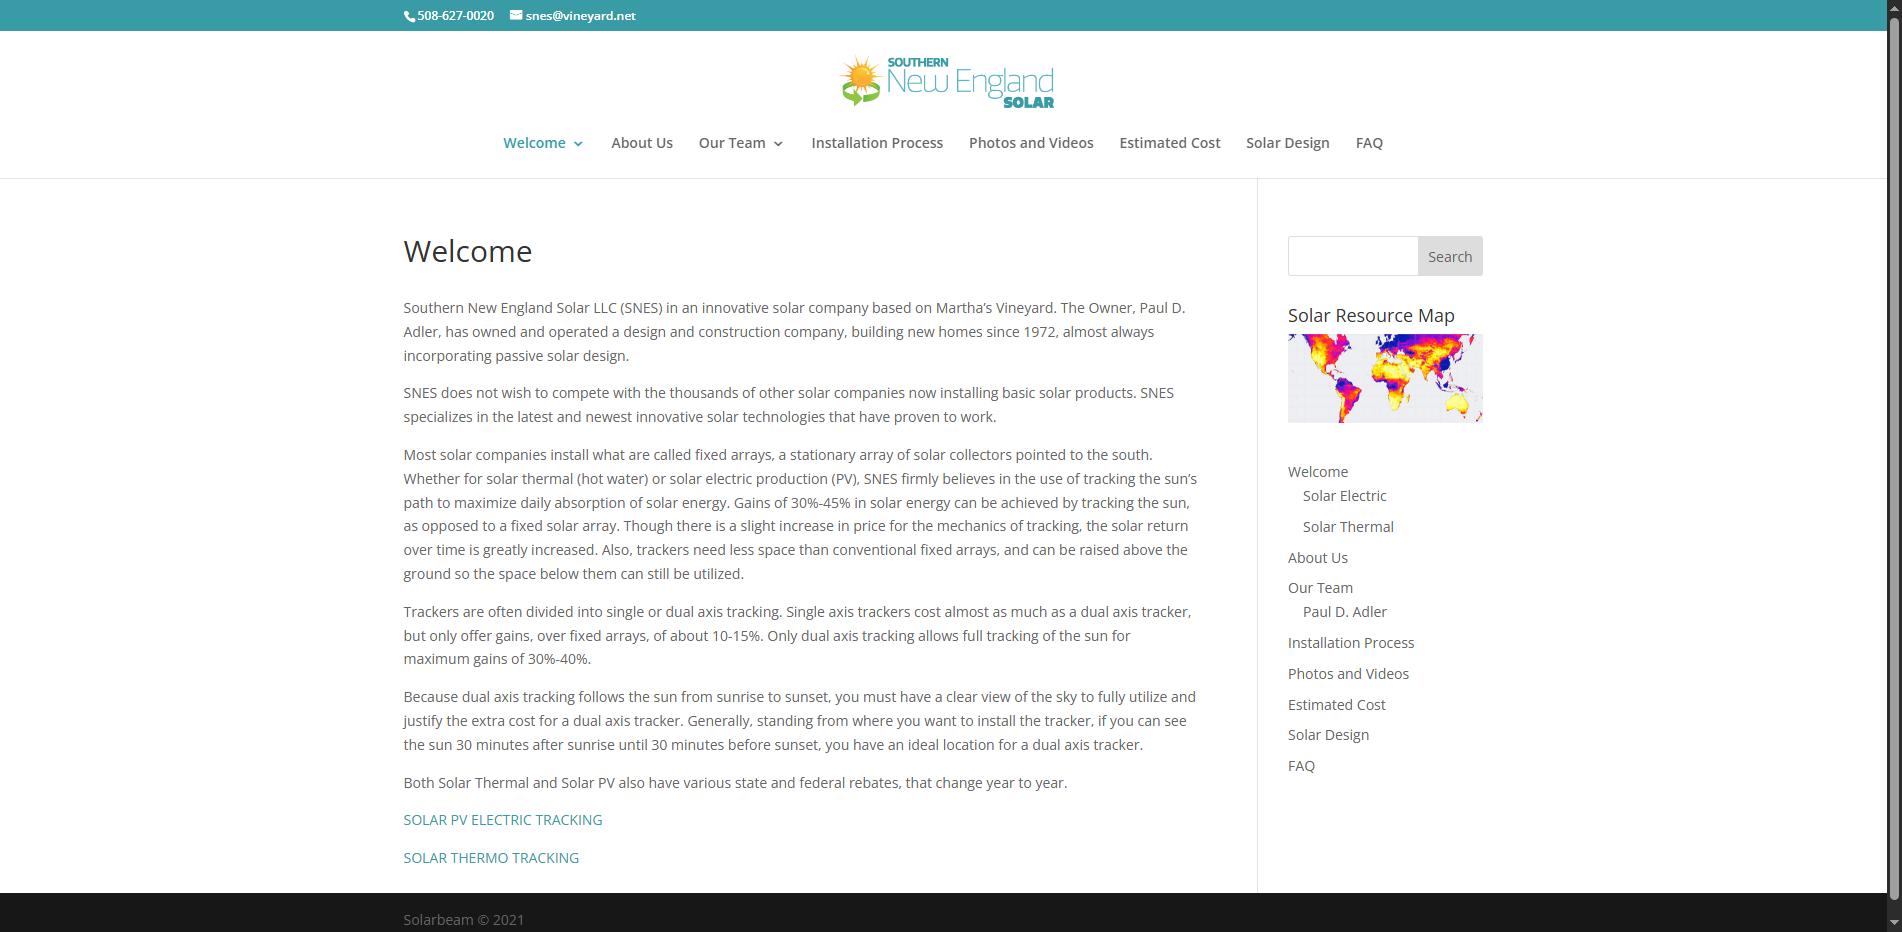 508-627-0020 snes@vineyard.net
SOUTHERN
New England
SOLAR
Welcome About Us Our Team Installation Process Photos and Videos Estimated Cost Solar Design FAQ
Welcome
Southern New England Solar LLC (SNES) in an innovative solar company based on Martha’s Vineyard. The Owner, Paul D.
Adler, has owned and operated a design and construction company, building new homes since 1972, almost always
incorporating passive solar design.
SNES does not wish to compete with the thousands of other solar companies now installing basic solar products. SNES
specializes in the latest and newest innovative solar technologies that have proven to work.
Most solar companies install what are called fixed arrays, a stationary array of solar collectors pointed to the south.
Whether for solar thermal (hot water) or solar electric production (PV), SNES firmly believes in the use of tracking the sun’s
path to maximize daily absorption of solar energy. Gains of 30%-45% in solar energy can be achieved by tracking the sun,
as opposed to a fixed solar array. Though there is a slight increase in price for the mechanics of tracking, the solar return
over time is greatly increased. Also, trackers need less space than conventional fixed arrays, and can be raised above the
ground so the space below them can still be utilized.
Trackers are often divided into single or dual axis tracking. Single axis trackers cost almost as much as a dual axis tracker,
but only offer gains, over fixed arrays, of about 10-15%. Only dual axis tracking allows full tracking of the sun for
maximum gains of 30%-40%.
Because dual axis tracking follows the sun from sunrise to sunset, you must have a clear view of the sky to fully utilize and
justify the extra cost for a dual axis tracker. Generally, standing from where you want to install the tracker, if you can see
the sun 30 minutes after sunrise until 30 minutes before sunset, you have an ideal location for a dual axis tracker.
Both Solar Thermal and Solar PV also have various state and federal rebates, that change year to year.
SOLAR PV ELECTRIC TRACKING
SOLAR THERMO TRACKING
Search
Solar Resource Map
Welcome
Solar Electric
Solar Thermal
About Us
Our Team
Paul D. Adler
Installation Process
Photos and Videos
Estimated Cost
Solar Design
FAQ
Solarbeam © 2021